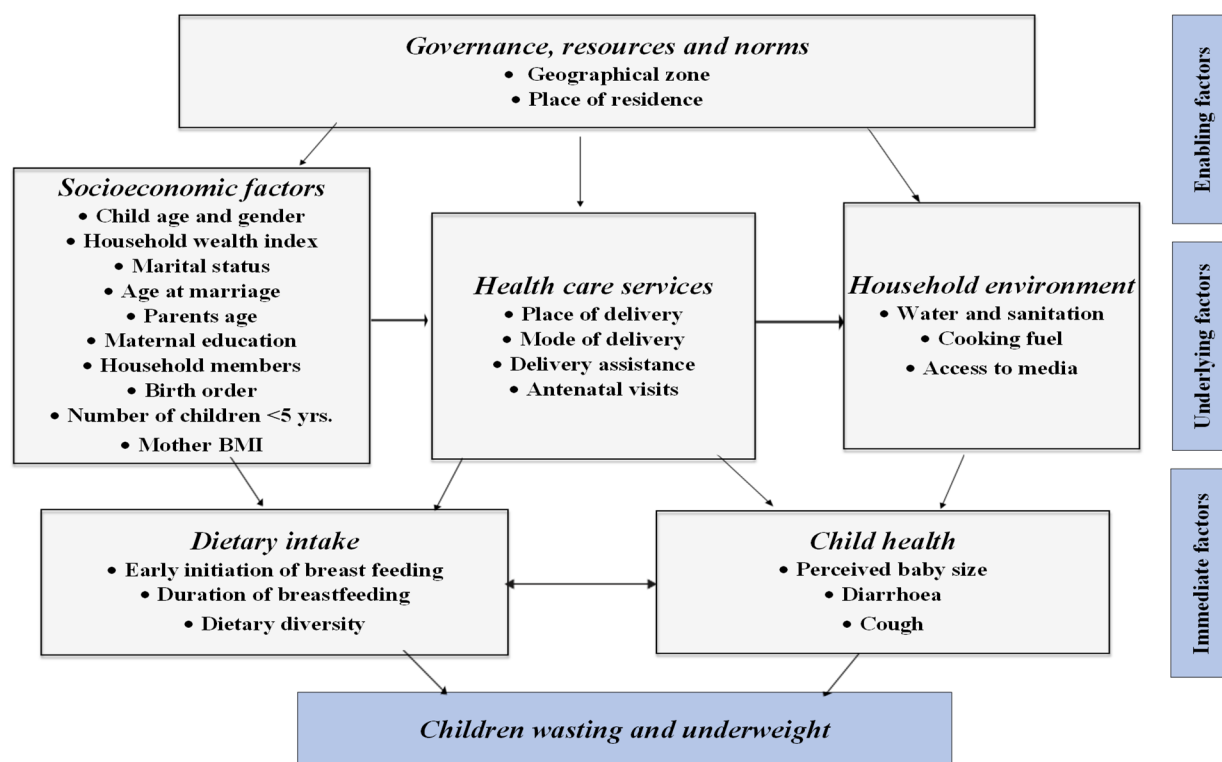 Governance, resources and norms
• Geographical zone
• Place of residence
Enabling factors
Socioeconomic factors
• Child age and gender
• Household wealth index
• Marital status
• Age at marriage
• Parents age
• Maternal education
• Household members
• Birth order
• Number of children <5 yrs.
• Mother BMI
Health care services
• Place of delivery
• Mode of delivery
• Delivery assistance
• Antenatal visits
Household environment
• Water and sanitation
• Cooking fuel
• Access to media
Underlying factors
Dietary intake
• Early initiation of breast feeding
• Duration of breastfeeding
• Dietary diversity
Child health
• Perceived baby size
• Diarrhoea
• Cough
Immediate factors
Children wasting and underweight